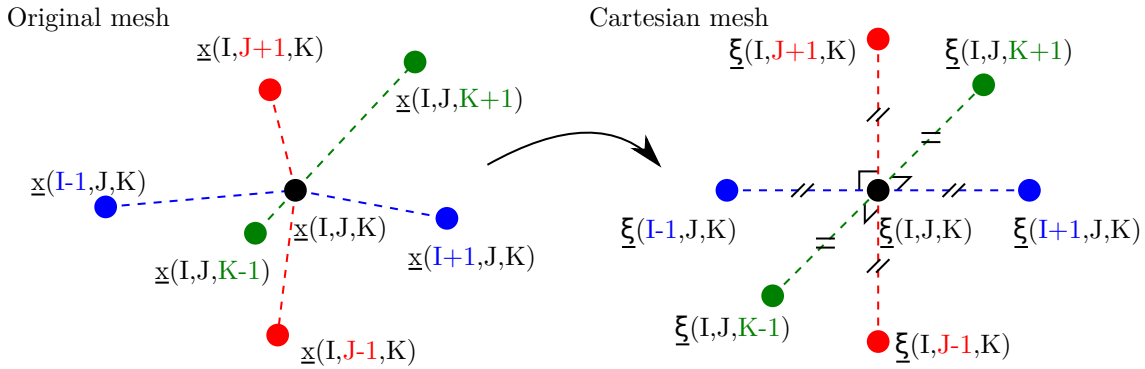 Original mesh
x(I,J+1,K)
x(I,J,K+1)
x(I-1,J,K)
x(I,J,K)
x(I+1,J,K)
x(I,J,K-1)
x(I,J-1,K)
Cartesian mesh
ξ(I,J+1,K)
ξ(I,J,K+1)
ξ(I-1,J,K)
ξ(I,J,K)
ξ(I+1,J,K)
ξ(I,J,K-1)
ξ(I,J-1,K)